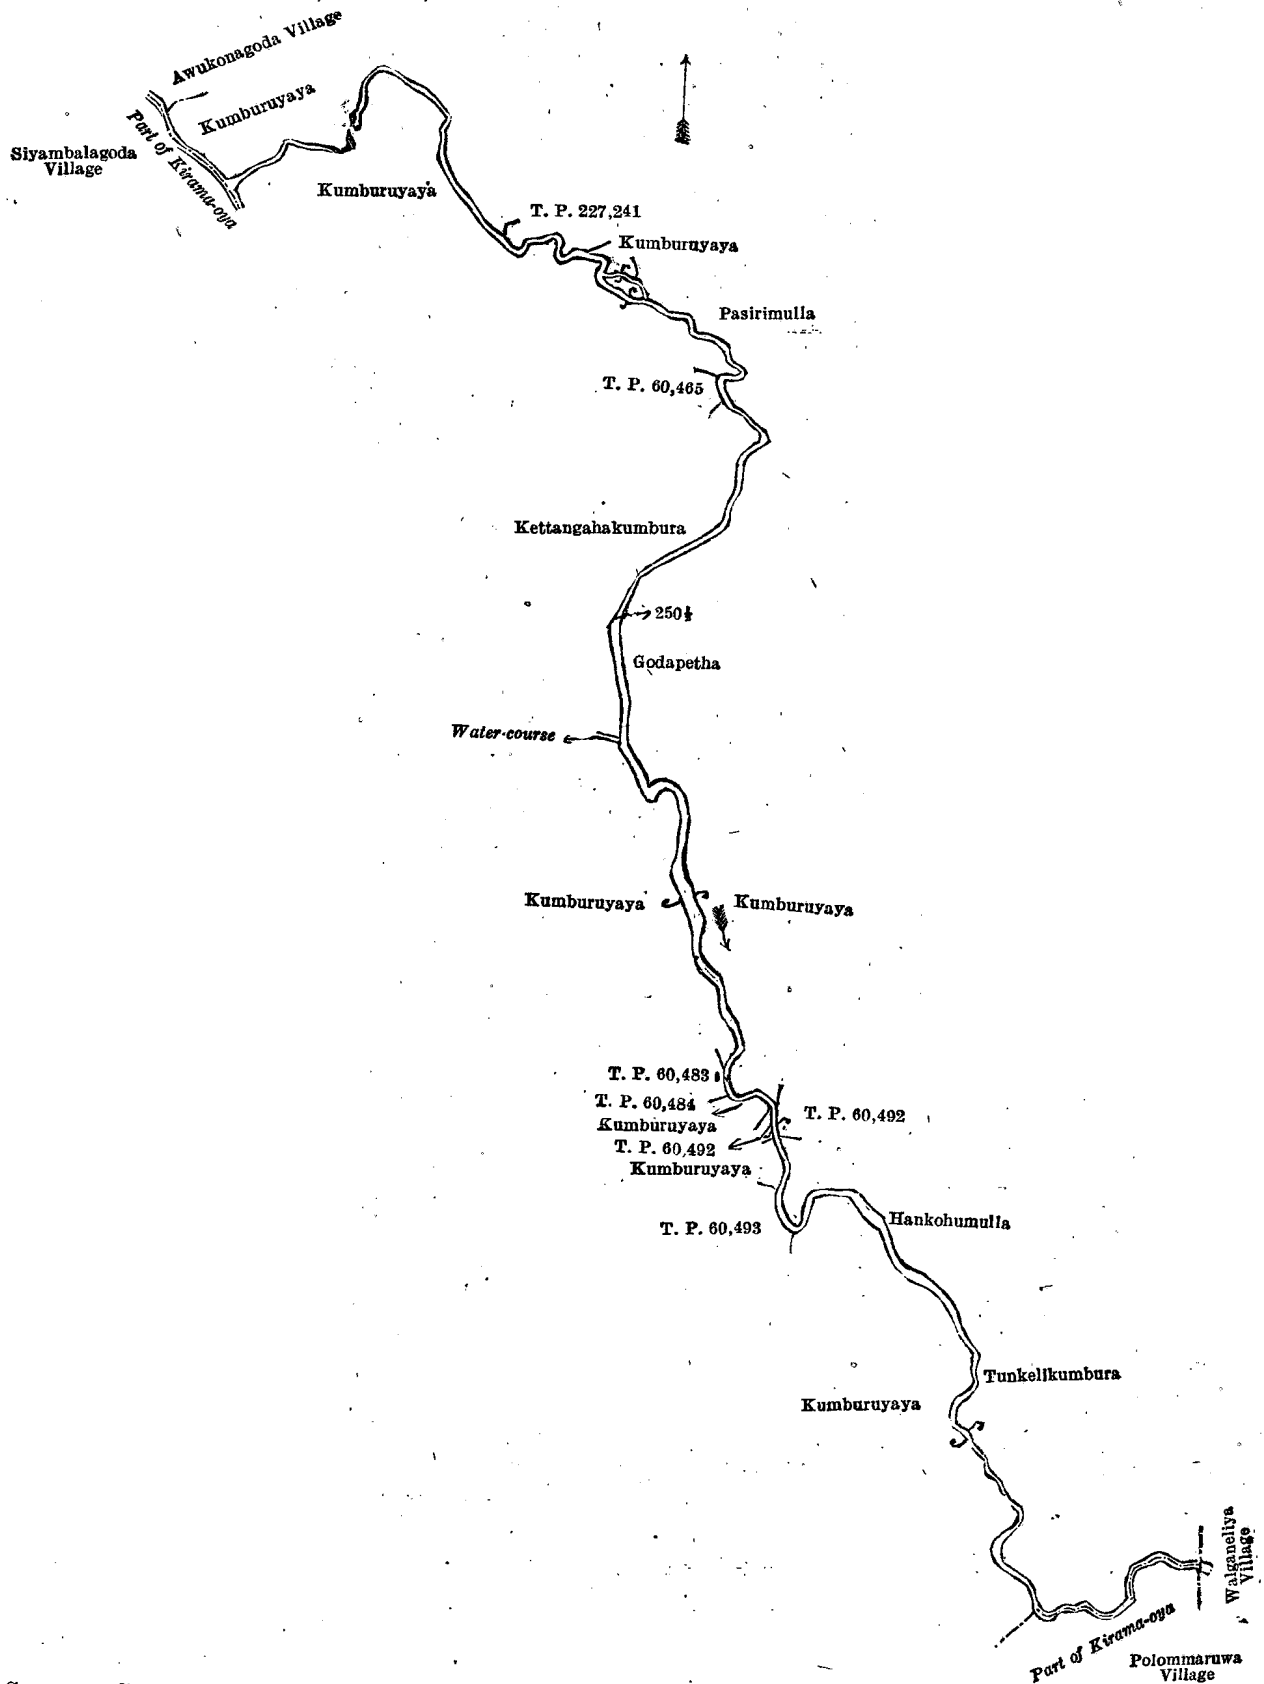 Awukonagoda Village
Kumburuyaya
Part of Kirama-oya
Siyambalagoda
Village
Kumburuyaya
T. P. 227,241
Kumburuyaya
Pasirimulla
T. P. 60,465
Kettangahakumbura
250½
Godapetha
Water-course
Kumburuyaya
Kumburuyaya
T. P. 60,483
T. P. 60,484
Kumburuyaya
T. P. 60,492
T. P. 60,492
Kumburuyaya
T. P. 60,493
Hankohumulla
Tunkelikumbura
Kumburuyaya
Walganeliya
Village
Part of Kirama-oya
Polommaruwa
Village